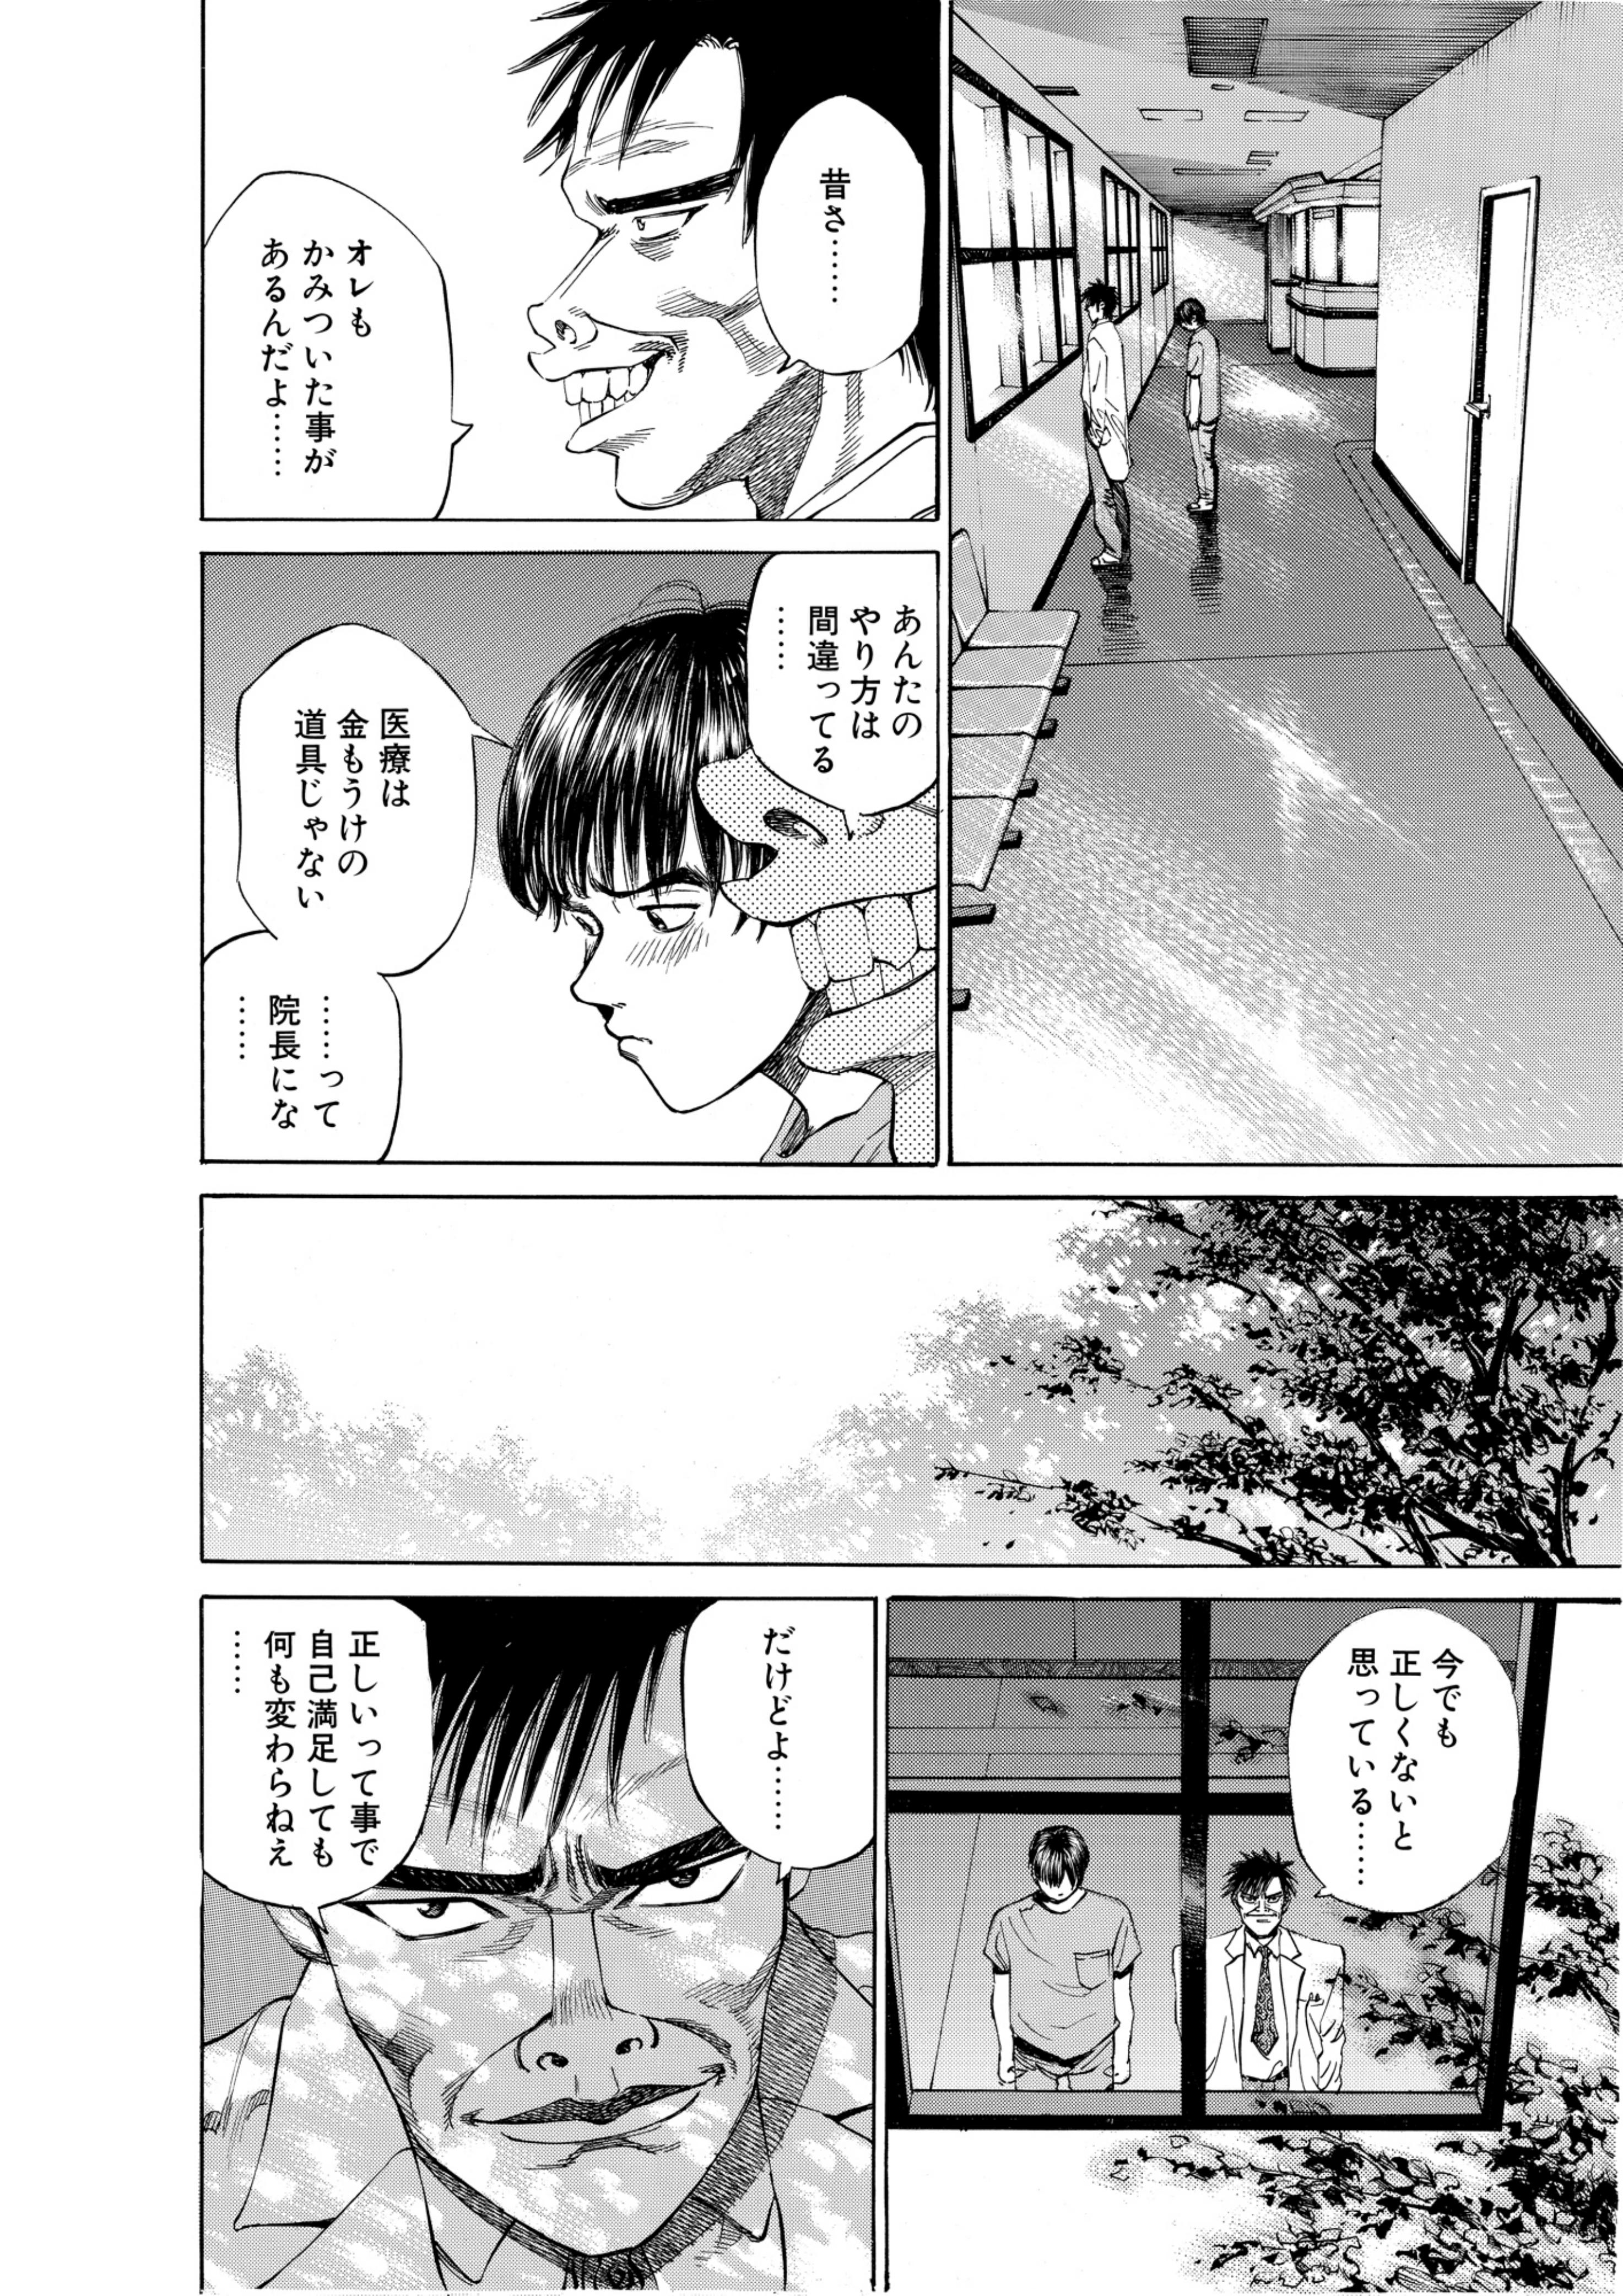 昔さ……
オレも
かみついた事が
あるんだよ……
あんたの
やり方は
間違ってる
……
医療は
金もうけの
道具じゃない
……って
院長にな
……
今でも
正しくないと
思っている……
だけどよ……
正しいって事で
自己満足しても
何も変わらねえ
……